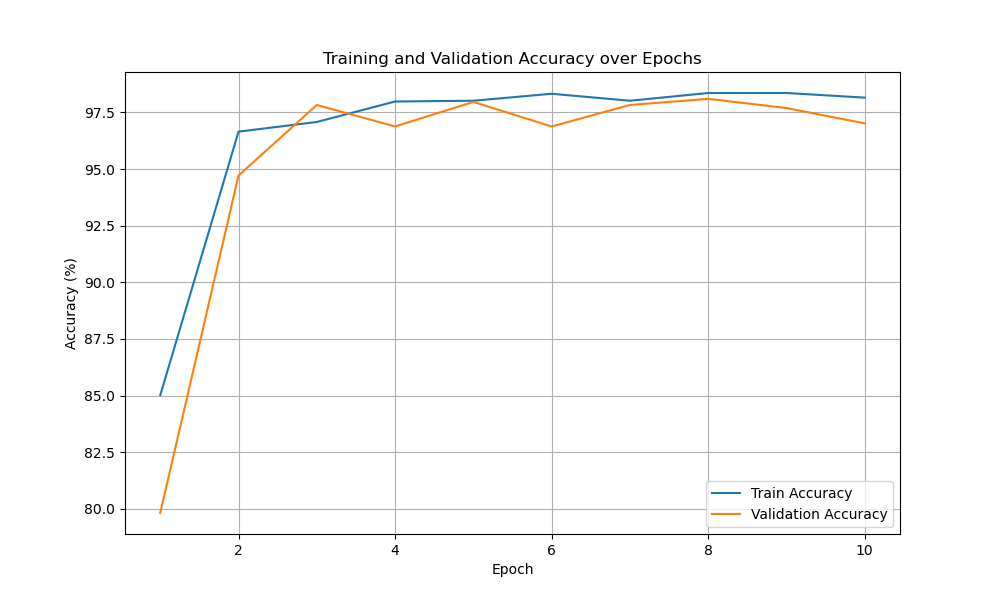 Training and Validation Accuracy over Epochs
Accuracy (%)
97.5
95.0
92.5
90.0
87.5
85.0
82.5
80.0
Train Accuracy
Validation Accuracy
2 4 6 8 10
Epoch